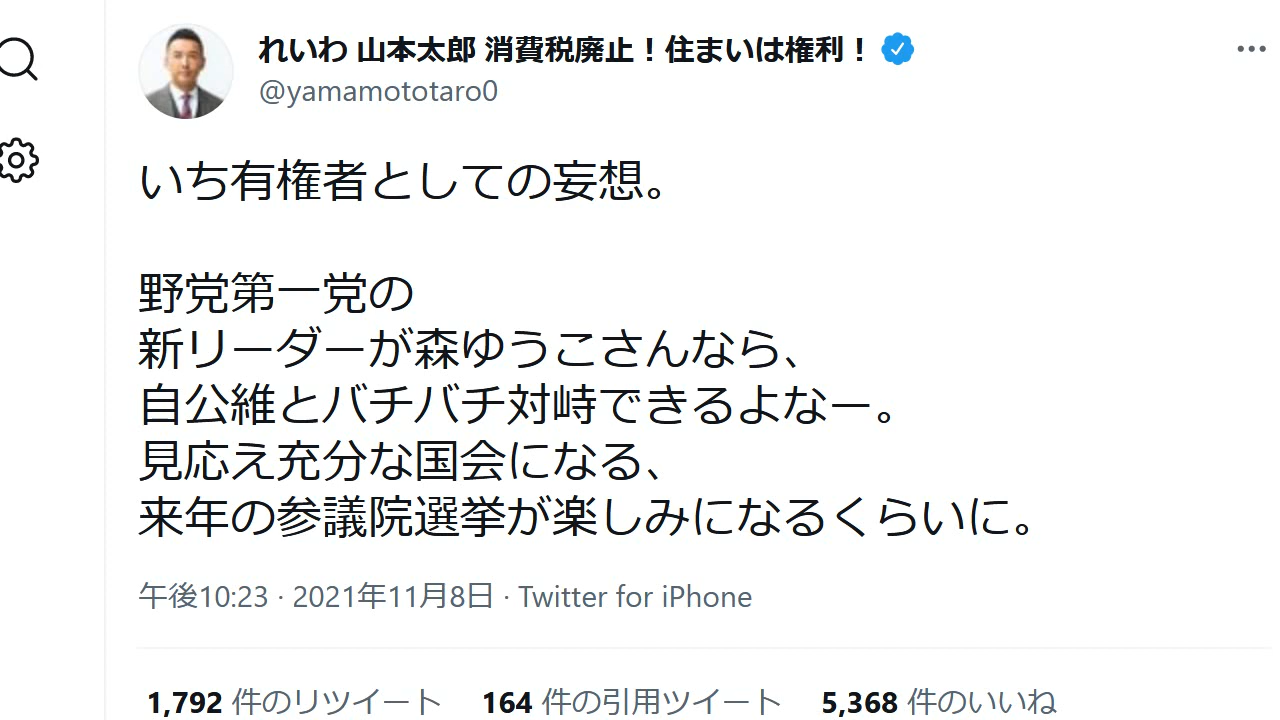 れいわ 山本太郎 消費税廃止！住まいは権利！
@yamamototaro0
いち有権者としての妄想。
野党第一党の
新リーダーが森ゆうこさんなら、
自公維とバチバチ対峙できるよなー。
見応え充分な国会になる、
来年の参議院選挙が楽しみになるくらいに。
午後10:23 · 2021年11月8日 · Twitter for iPhone
1,792 件のリツイート 164 件の引用ツイート 5,368 件のいいね